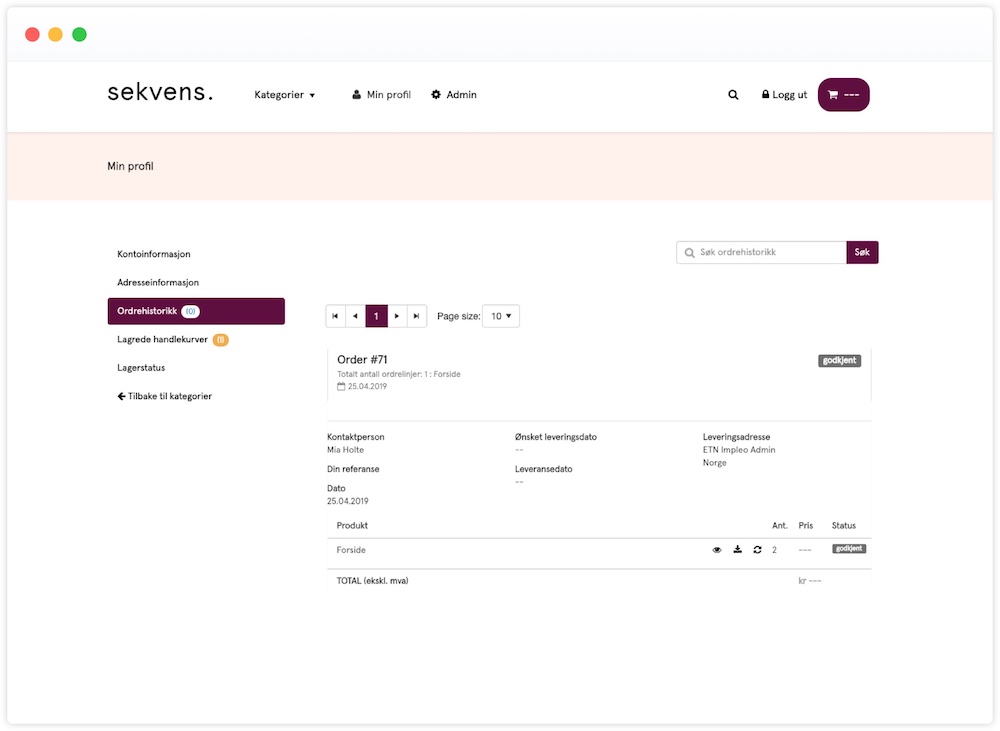 sekvens.
Kategorier
Min profil
Admin
Logg ut
---
Min profil
Kontoinformasjon
Adresseinformasjon
Ordrehistorikk (0)
Lagrede handlekurver (1)
Lagerstatus
Tilbake til kategorier
Søk ordrehistorikk
Søk
1
Page size: 10
Order #71
godkjent
Totalt antall ordrelinjer: 1 : Forside
25.04.2019
Kontaktperson
Mia Holte
Din referanse
Dato
25.04.2019
Ønsket leveringsdato
--
Leveransedato
--
Leveringsadresse
ETN Impleo Admin
Norge
Produkt Ant. Pris Status
Forside 2 --- godkjent
TOTAL (ekskl. mva) kr ---